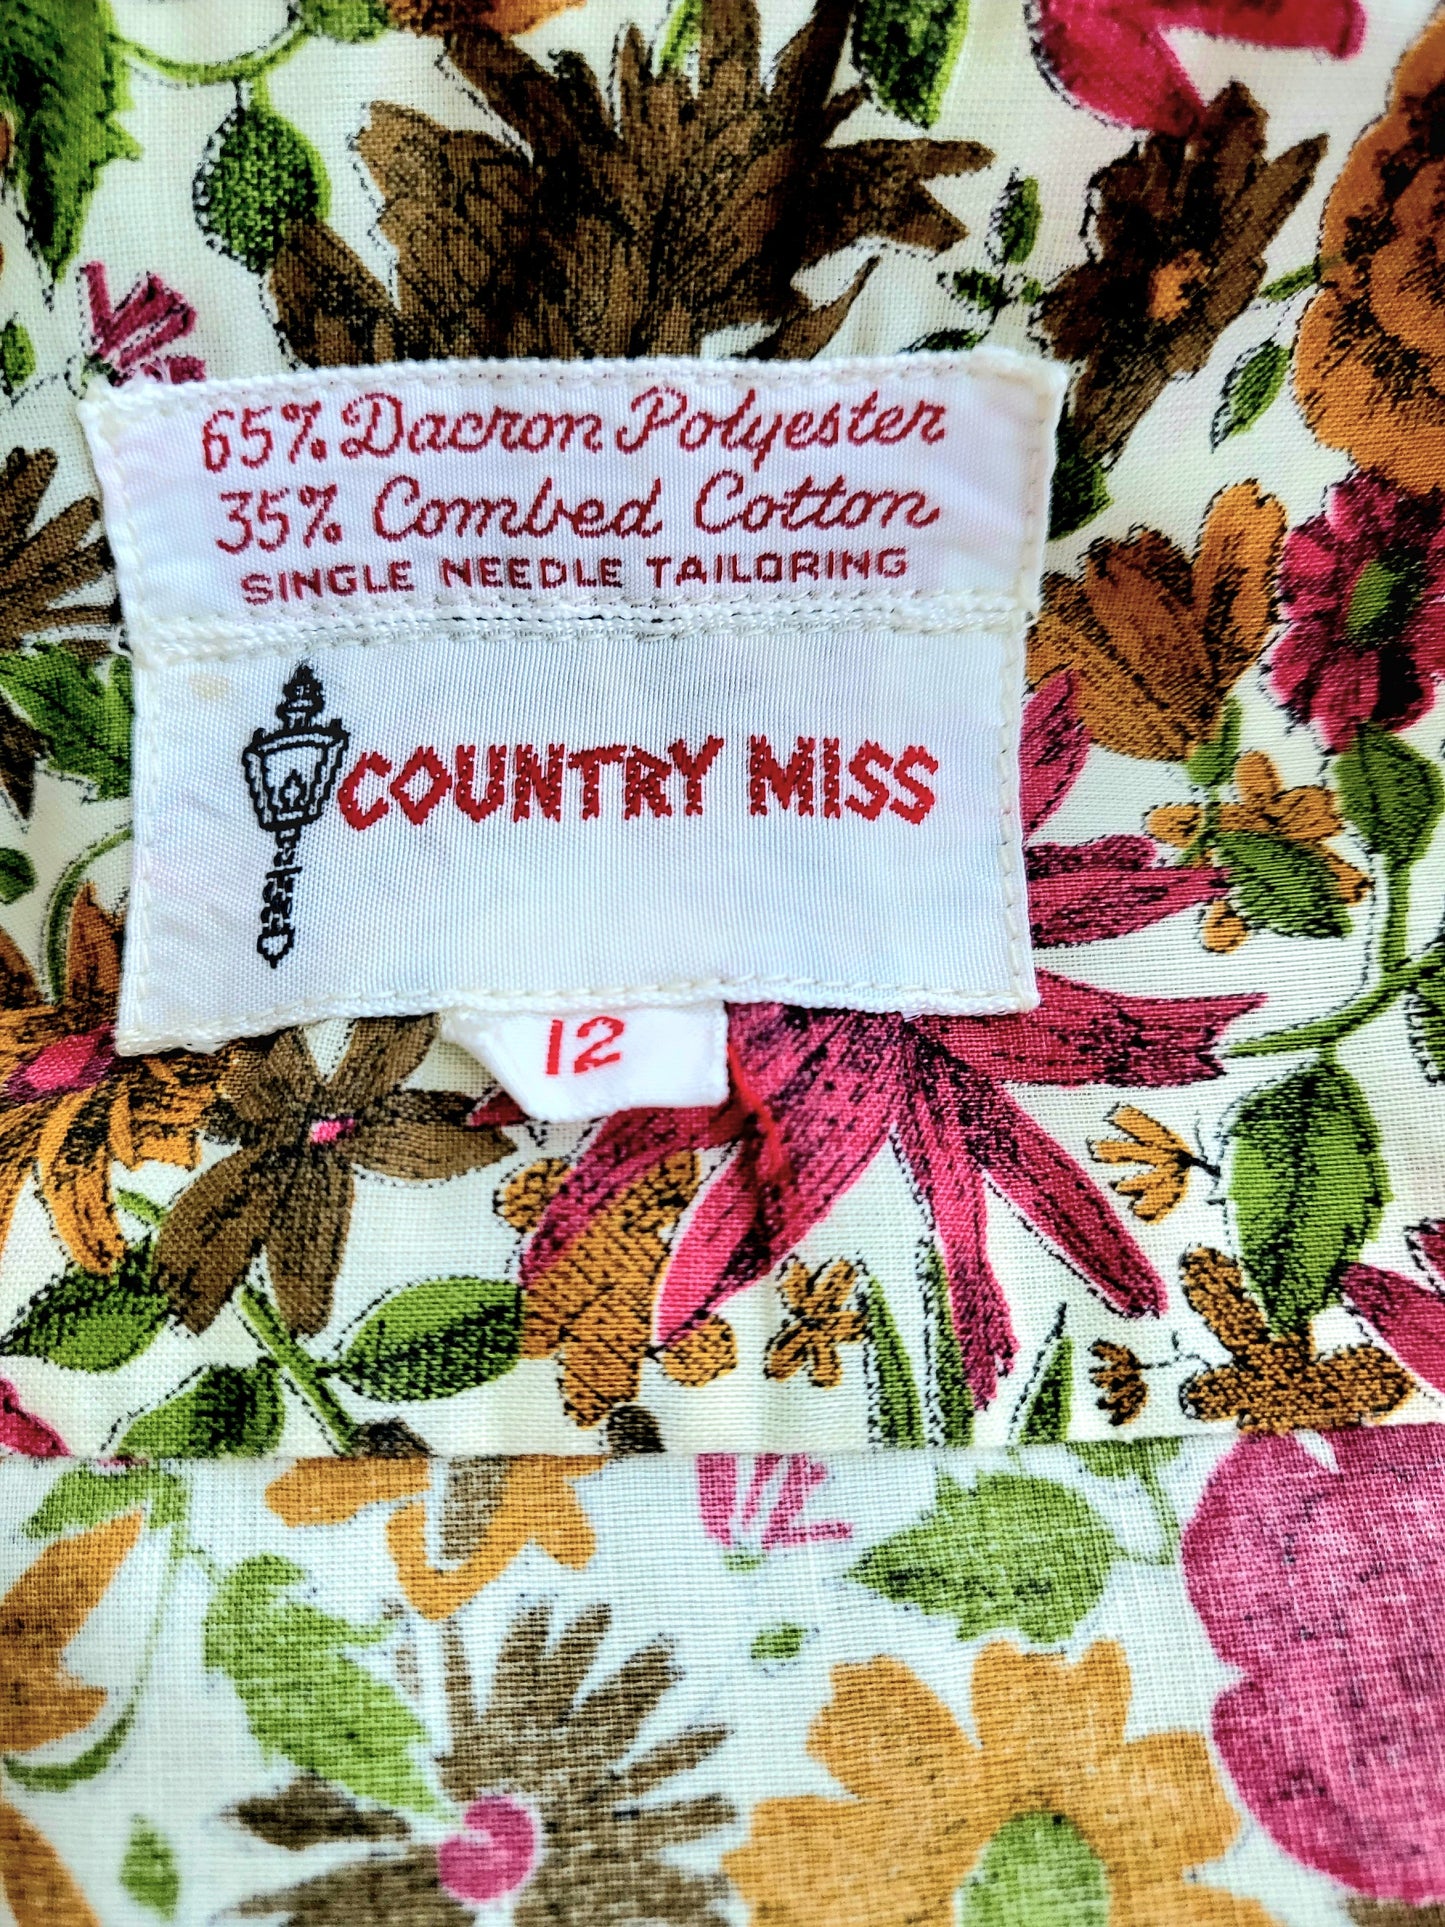 65% Dacron Polyester
35% Combed Cotton
SINGLE NEEDLE TAILORING
COUNTRY MISS
12